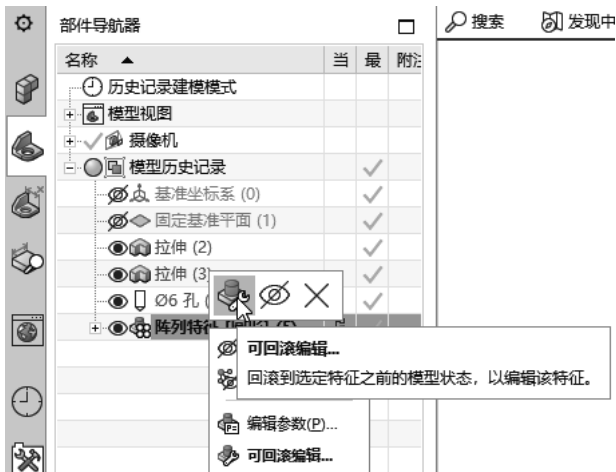 部件导航器
搜索
发现中
名称
当
最
附注
历史记录建模模式
模型视图
摄像机
模型历史记录
基准坐标系 (0)
固定基准平面 (1)
拉伸 (2)
拉伸 (3)
Ø6 孔 (
阵列特征
可回滚编辑...
回滚到选定特征之前的模型状态，以编辑该特征。
编辑参数(P)...
可回滚编辑...